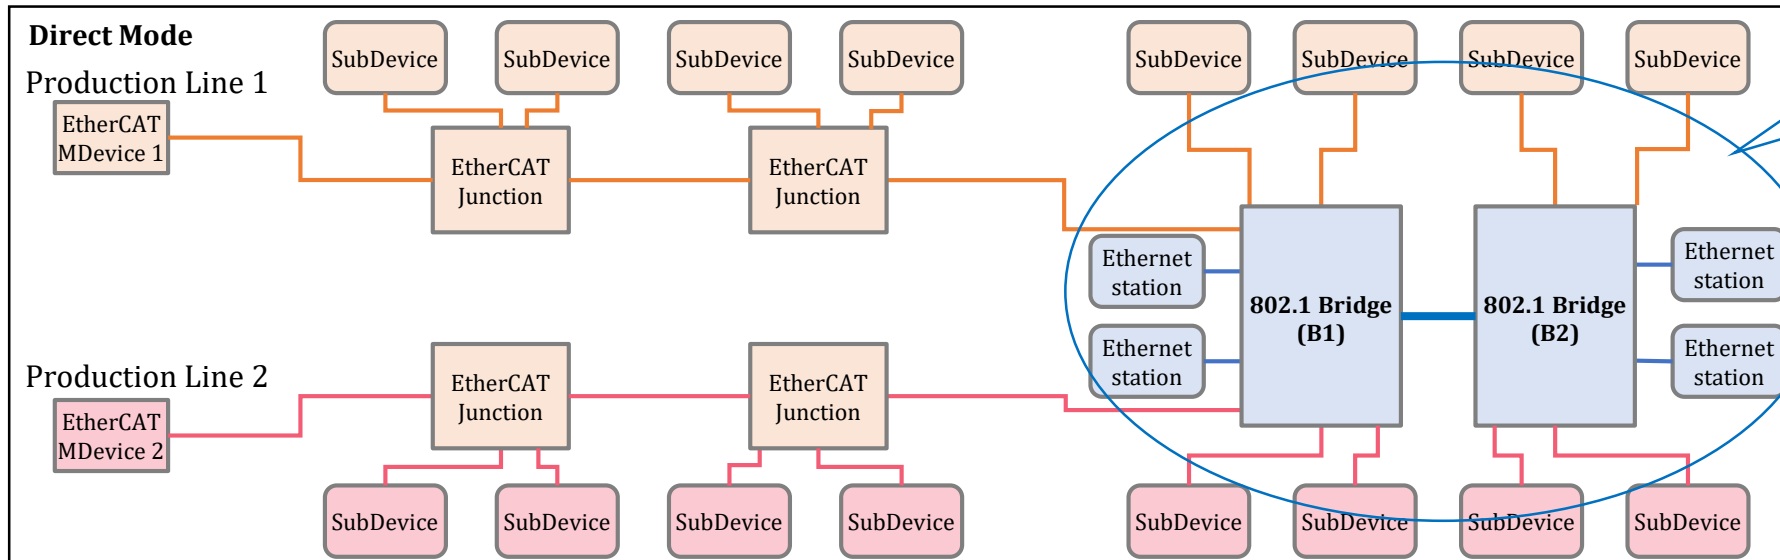 Direct Mode
Production Line 1
EtherCAT
MDevice 1
SubDevice
SubDevice
SubDevice
SubDevice
SubDevice
SubDevice
SubDevice
SubDevice
EtherCAT
Junction
EtherCAT
Junction
Ethernet
station
Ethernet
station
802.1 Bridge
(B1)
802.1 Bridge
(B2)
Ethernet
station
Ethernet
station
Production Line 2
EtherCAT
MDevice 2
EtherCAT
Junction
EtherCAT
Junction
SubDevice
SubDevice
SubDevice
SubDevice
SubDevice
SubDevice
SubDevice
SubDevice